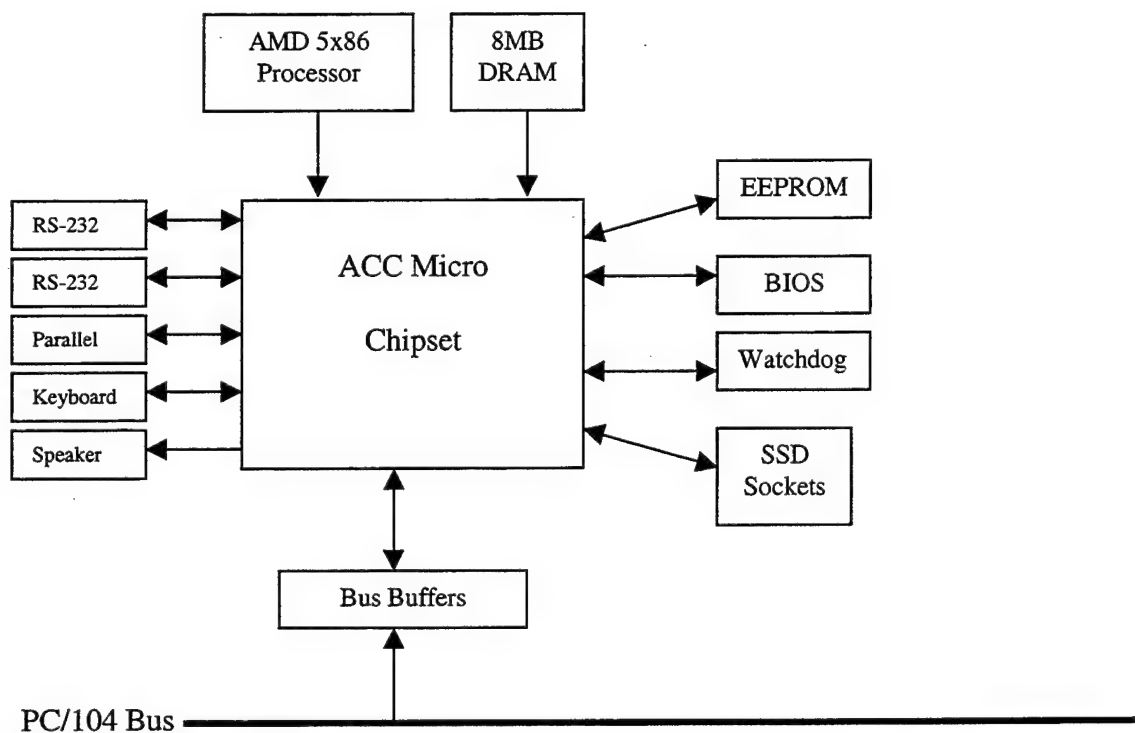 AMD 5x86
Processor
8MB
DRAM
RS-232
RS-232
Parallel
Keyboard
Speaker
ACC Micro
Chipset
EEPROM
BIOS
Watchdog
SSD
Sockets
Bus Buffers
PC/104 Bus